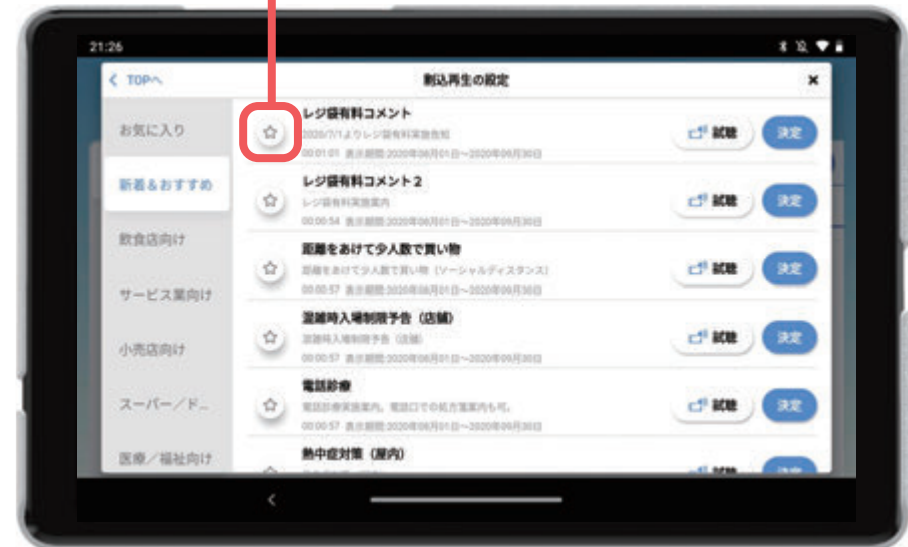 21:26
TOPへ
割込再生の設定
お気に入り
新着&おすすめ
飲食店向け
サービス業向け
小売店向け
スーパー／ド…
医療／福祉向け
レジ袋有料コメント
2020/7/1よりレジ袋有料実施告知
00:01:01 表示期間:2020年06月01日～2020年09月30日
試聴
決定
レジ袋有料コメント2
レジ袋有料実施案内
00:00:54 表示期間:2020年06月01日～2020年09月30日
試聴
決定
距離をあけて少人数で買い物
距離をあけて少人数で買い物（ソーシャルディスタンス）
00:00:57 表示期間:2020年06月01日～2020年09月30日
試聴
決定
混雑時入場制限予告（店舗）
混雑時入場制限予告（店舗）
00:00:57 表示期間:2020年06月01日～2020年09月30日
試聴
決定
電話診療
電話診療実施案内。電話口での処方箋案内も可。
00:00:57 表示期間:2020年06月01日～2020年09月30日
試聴
決定
熱中症対策（屋内）